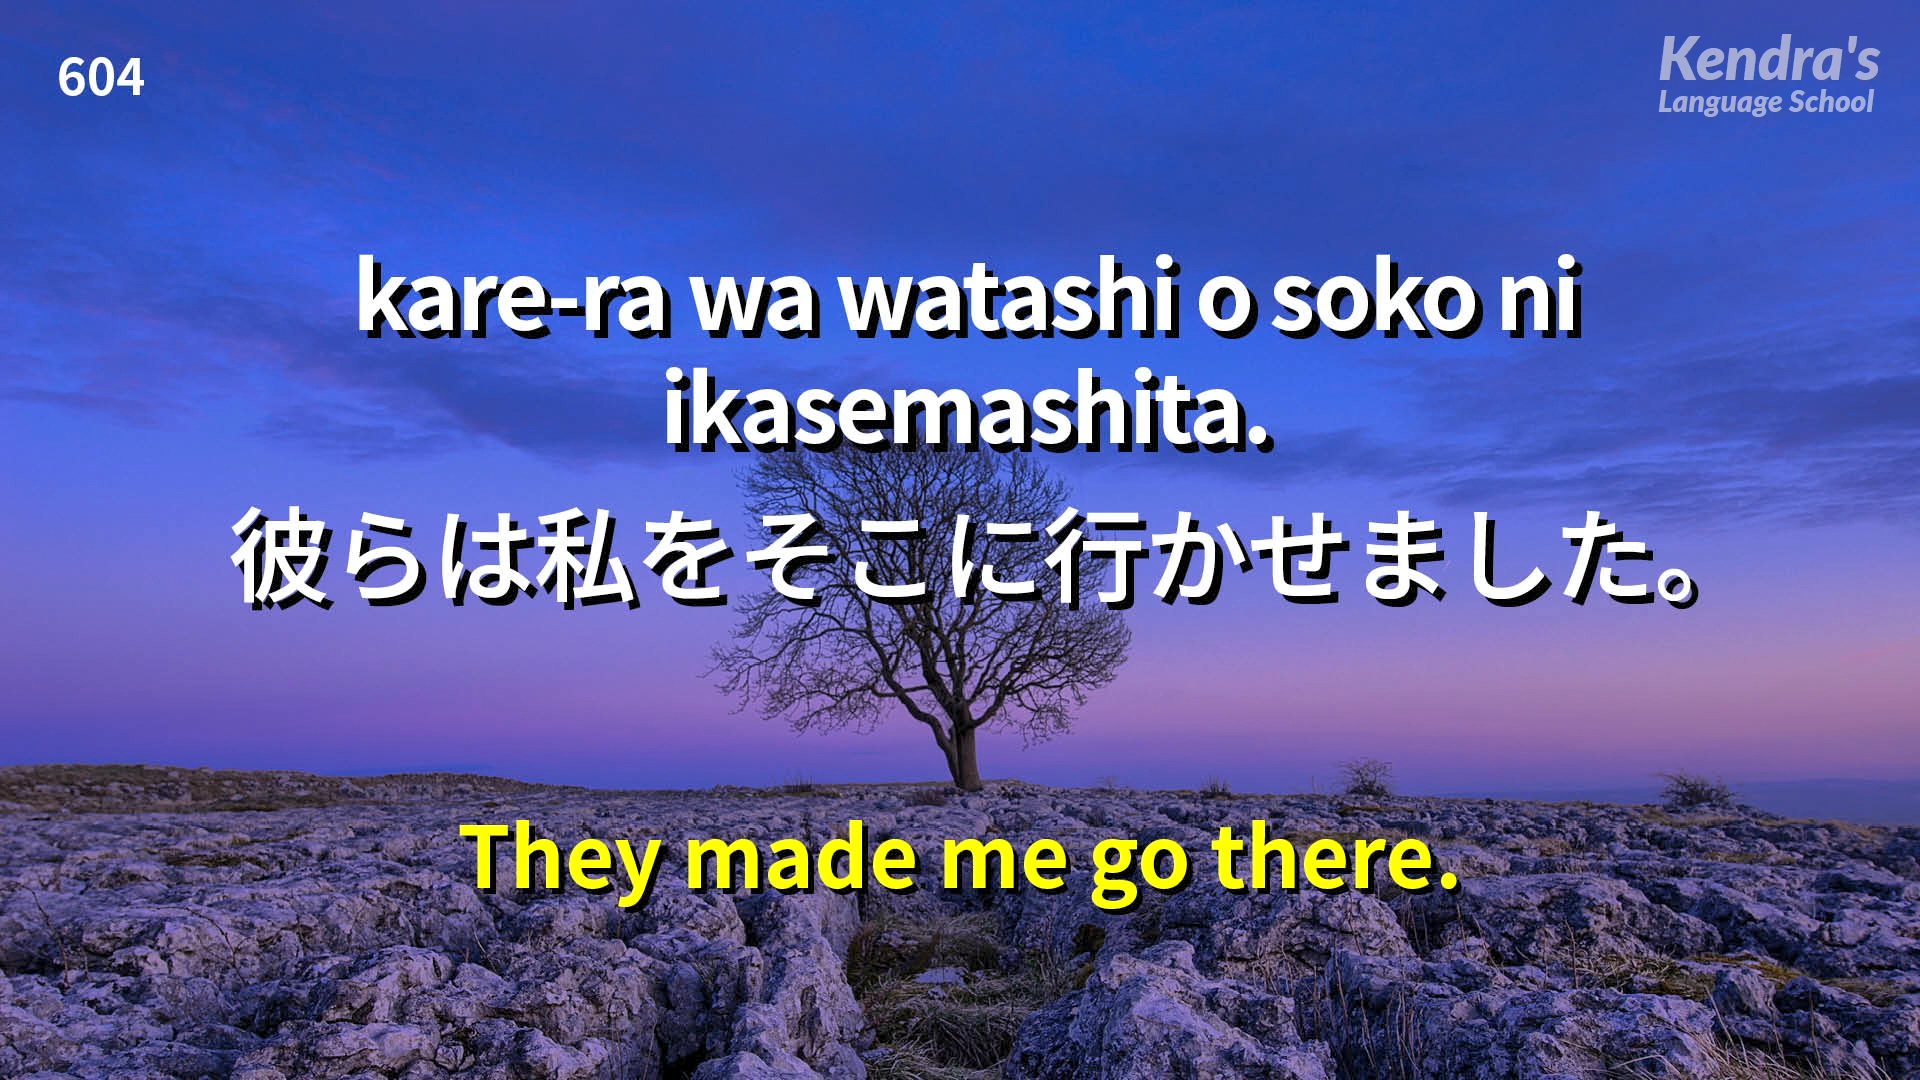 604
Kendra's
Language School
kare-ra wa watashi o soko ni
ikasemashita.
彼らは私をそこに行かせました。
They made me go there.